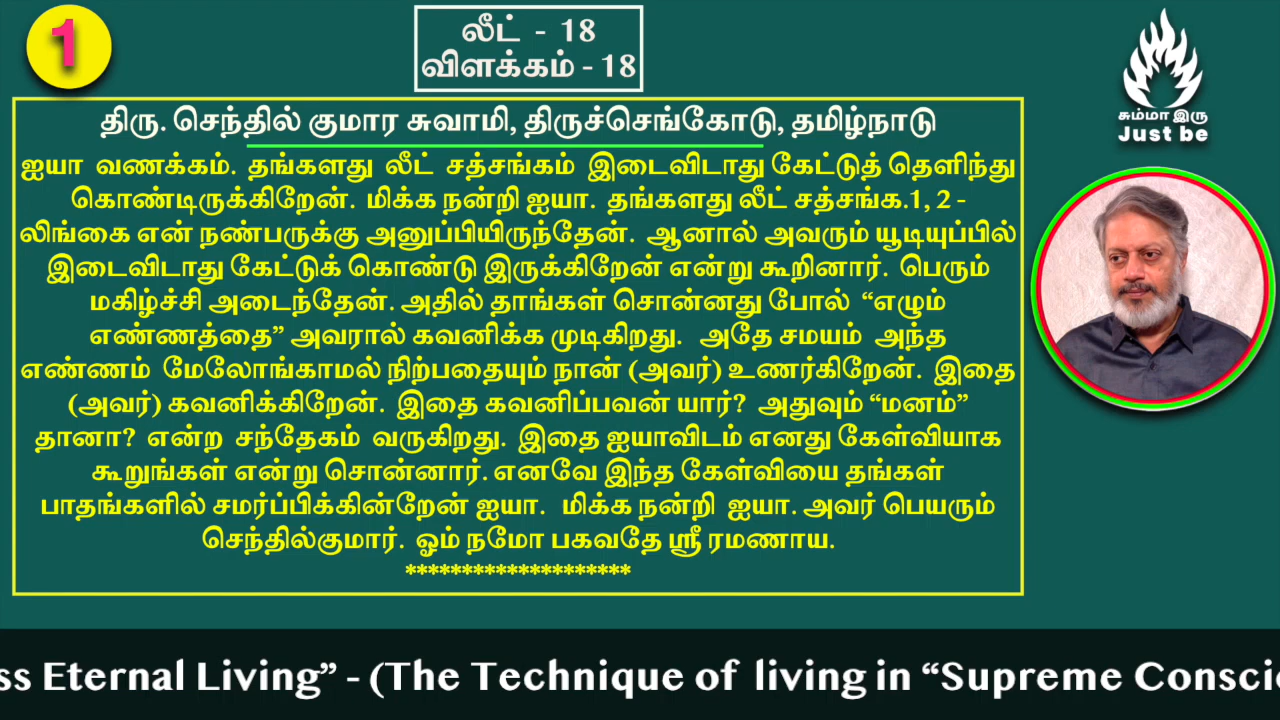 1
லீட் - 18
விளக்கம் - 18
சும்மா இரு
Just be
திரு. செந்தில் குமார சுவாமி, திருச்செங்கோடு, தமிழ்நாடு
ஐயா வணக்கம். தங்களது லீட் சத்சங்கம் இடைவிடாது கேட்டுத் தெளிந்து
கொண்டிருக்கிறேன். மிக்க நன்றி ஐயா. தங்களது லீட் சத்சங்க.1, 2 -
லிங்கை என் நண்பருக்கு அனுப்பியிருந்தேன். ஆனால் அவரும் யூடியுப்பில்
இடைவிடாது கேட்டுக் கொண்டு இருக்கிறேன் என்று கூறினார். பெரும்
மகிழ்ச்சி அடைந்தேன். அதில் தாங்கள் சொன்னது போல் “எழும்
எண்ணத்தை” அவரால் கவனிக்க முடிகிறது. அதே சமயம் அந்த
எண்ணம் மேலோங்காமல் நிற்பதையும் நான் (அவர்) உணர்கிறேன். இதை
(அவர்) கவனிக்கிறேன். இதை கவனிப்பவன் யார்? அதுவும் “மனம்”
தானா? என்ற சந்தேகம் வருகிறது. இதை ஐயாவிடம் எனது கேள்வியாக
கூறுங்கள் என்று சொன்னார். எனவே இந்த கேள்வியை தங்கள்
பாதங்களில் சமர்ப்பிக்கின்றேன் ஐயா. மிக்க நன்றி ஐயா. அவர் பெயரும்
செந்தில்குமார். ஓம் நமோ பகவதே ஸ்ரீ ரமணாய.
********************
ss Eternal Living” - (The Technique of living in “Supreme Conscie